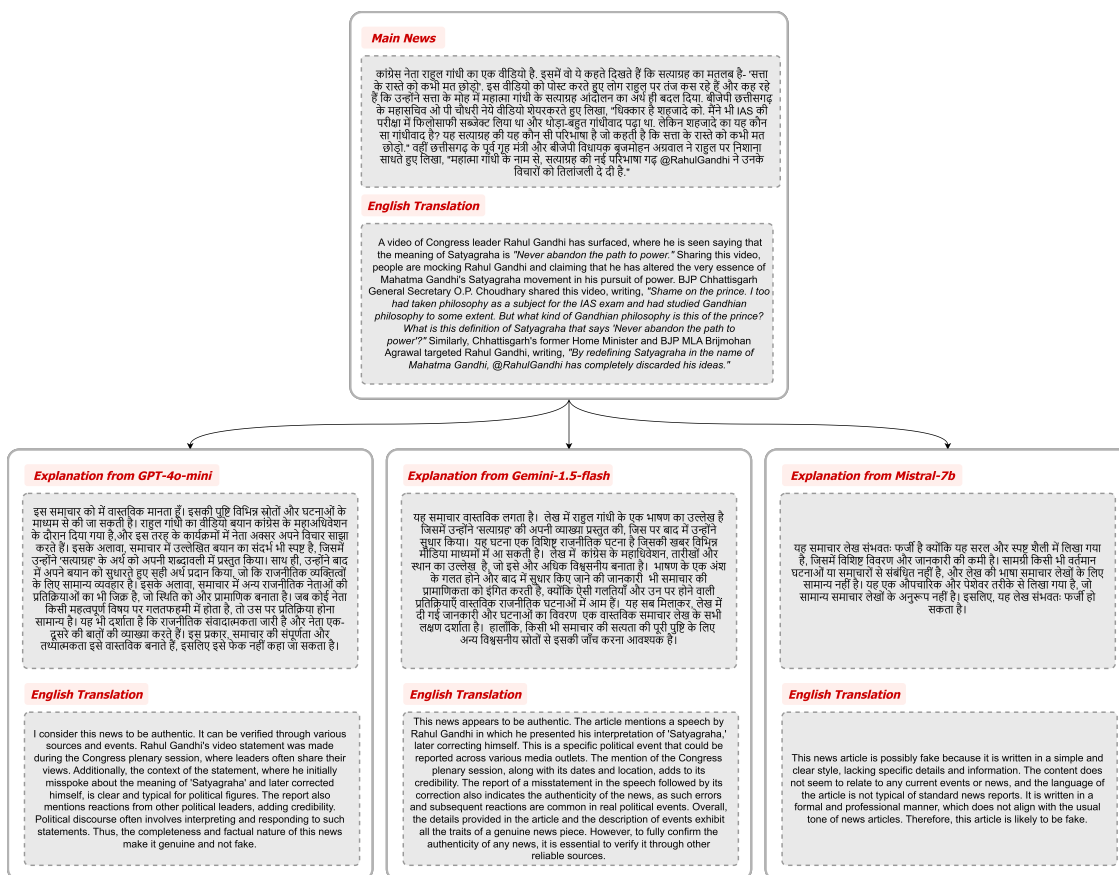 Main News
कांग्रेस नेता राहुल गांधी का एक वीडियो है. इसमें वो ये कहते दिखते हैं कि सत्याग्रह का मतलब है- 'सत्ता
के रास्ते को कभी मत छोड़ो'. इस वीडियो को पोस्ट करते हुए लोग राहुल पर तंज कस रहे हैं और कह रहे
हैं कि उन्होंने सत्ता के मोह में महात्मा गांधी के सत्याग्रह आंदोलन का अर्थ ही बदल दिया. बीजेपी छत्तीसगढ़
के महासचिव ओ पी चौधरी नेये वीडियो शेयरकरते हुए लिखा, "धिक्कार है शहजादे को. मैंने भी IAS की
परीक्षा में फिलोसाफी सब्जेक्ट लिया था और थोड़ा-बहुत गांधीवाद पढ़ा था. लेकिन शहजादे का यह कौन
सा गांधीवाद है? यह सत्याग्रह की यह कौन सी परिभाषा है जो कहती है कि सत्ता के रास्ते को कभी मत
छोड़ो." वहीं छत्तीसगढ़ के पूर्व गृह मंत्री और बीजेपी विधायक बृजमोहन अग्रवाल ने राहुल पर निशाना
साधते हुए लिखा, "महात्मा गांधी के नाम से, सत्याग्रह की नई परिभाषा गढ़ @RahulGandhi ने उनके
विचारों को तिलांजली दे दी है."
English Translation
A video of Congress leader Rahul Gandhi has surfaced, where he is seen saying that
the meaning of Satyagraha is "Never abandon the path to power." Sharing this video,
people are mocking Rahul Gandhi and claiming that he has altered the very essence of
Mahatma Gandhi's Satyagraha movement in his pursuit of power. BJP Chhattisgarh
General Secretary O.P. Choudhary shared this video, writing, "Shame on the prince. I too
had taken philosophy as a subject for the IAS exam and had studied Gandhian
philosophy to some extent. But what kind of Gandhian philosophy is this of the prince?
What is this definition of Satyagraha that says 'Never abandon the path to
power'?" Similarly, Chhattisgarh's former Home Minister and BJP MLA Brijmohan
Agrawal targeted Rahul Gandhi, writing, "By redefining Satyagraha in the name of
Mahatma Gandhi, @RahulGandhi has completely discarded his ideas."
Explanation from GPT-4o-mini
इस समाचार को में वास्तविक मानता हूँ। इसकी पुष्टि विभिन्न स्रोतों और घटनाओं के
माध्यम से की जा सकती है। राहुल गांधी का वीडियो बयान कांग्रेस के महाअधिवेशन
के दौरान दिया गया है,और इस तरह के कार्यक्रमों में नेता अक्सर अपने विचार साझा
करते हैं। इसके अलावा, समाचार में उल्लेखित बयान का संदर्भ भी स्पष्ट है, जिसमें
उन्होंने 'सत्याग्रह' के अर्थ को अपनी शब्दावली में प्रस्तुत किया। साथ ही, उन्होंने बाद
में अपने बयान को सुधारते हुए सही अर्थ प्रदान किया, जो कि राजनीतिक व्यक्तित्वों
के लिए सामान्य व्यवहार है। इसके अलावा, समाचार में अन्य राजनीतिक नेताओं की
प्रतिक्रियाओं का भी जिक्र है, जो स्थिति को और प्रामाणिक बनाता है। जब कोई नेता
किसी महत्वपूर्ण विषय पर गलतफहमी में होता है, तो उस पर प्रतिक्रिया होना
सामान्य है। यह भी दर्शाता है कि राजनीतिक संवादात्मकता जारी है और नेता एक-
दूसरे की बातों की व्याख्या करते हैं। इस प्रकार, समाचार की संपूर्णता और
तथ्यात्मकता इसे वास्तविक बनाते हैं, इसलिए इसे फेक नहीं कहा जा सकता है।
English Translation
I consider this news to be authentic. It can be verified through various
sources and events. Rahul Gandhi's video statement was made
during the Congress plenary session, where leaders often share their
views. Additionally, the context of the statement, where he initially
misspoke about the meaning of 'Satyagraha' and later corrected
himself, is clear and typical for political figures. The report also
mentions reactions from other political leaders, adding credibility.
Political discourse often involves interpreting and responding to such
statements. Thus, the completeness and factual nature of this news
make it genuine and not fake.
Explanation from Gemini-1.5-flash
यह समाचार वास्तविक लगता है। लेख में राहुल गांधी के एक भाषण का उल्लेख है
जिसमें उन्होंने 'सत्याग्रह' की अपनी व्याख्या प्रस्तुत की, जिस पर बाद में उन्होंने
सुधार किया। यह घटना एक विशिष्ट राजनीतिक घटना है जिसकी खबर विभिन्न
मीडिया माध्यमों में आ सकती है। लेख में कांग्रेस के महाधिवेशन, तारीखों और
स्थान का उल्लेख है, जो इसे और अधिक विश्वसनीय बनाता है। भाषण के एक अंश
के गलत होने और बाद में सुधार किए जाने की जानकारी भी समाचार की
प्रामाणिकता को इंगित करती है, क्योंकि ऐसी गलतियाँ और उन पर होने वाली
प्रतिक्रियाएँ वास्तविक राजनीतिक घटनाओं में आम हैं। यह सब मिलाकर, लेख में
दी गई जानकारी और घटनाओं का विवरण एक वास्तविक समाचार लेख के सभी
लक्षण दर्शाता है। हालाँकि, किसी भी समाचार की सत्यता की पूरी पुष्टि के लिए
अन्य विश्वसनीय स्रोतों से इसकी जाँच करना आवश्यक है।
English Translation
This news appears to be authentic. The article mentions a speech by
Rahul Gandhi in which he presented his interpretation of 'Satyagraha,'
later correcting himself. This is a specific political event that could be
reported across various media outlets. The mention of the Congress
plenary session, along with its dates and location, adds to its
credibility. The report of a misstatement in the speech followed by its
correction also indicates the authenticity of the news, as such errors
and subsequent reactions are common in real political events. Overall,
the details provided in the article and the description of events exhibit
all the traits of a genuine news piece. However, to fully confirm the
authenticity of any news, it is essential to verify it through other
reliable sources.
Explanation from Mistral-7b
यह समाचार लेख संभवतः फर्जी है क्योंकि यह सरल और स्पष्ट शैली में लिखा गया
है, जिसमें विशिष्ट विवरण और जानकारी की कमी है। सामग्री किसी भी वर्तमान
घटनाओं या समाचारों से संबंधित नहीं है, और लेख की भाषा समाचार लेखों के लिए
सामान्य नहीं है। यह एक औपचारिक और पेशेवर तरीके से लिखा गया है, जो
सामान्य समाचार लेखों के अनुरूप नहीं है। इसलिए, यह लेख संभवतः फर्जी हो
सकता है।
English Translation
This news article is possibly fake because it is written in a simple and
clear style, lacking specific details and information. The content does
not seem to relate to any current events or news, and the language of
the article is not typical of standard news reports. It is written in a
formal and professional manner, which does not align with the usual
tone of news articles. Therefore, this article is likely to be fake.